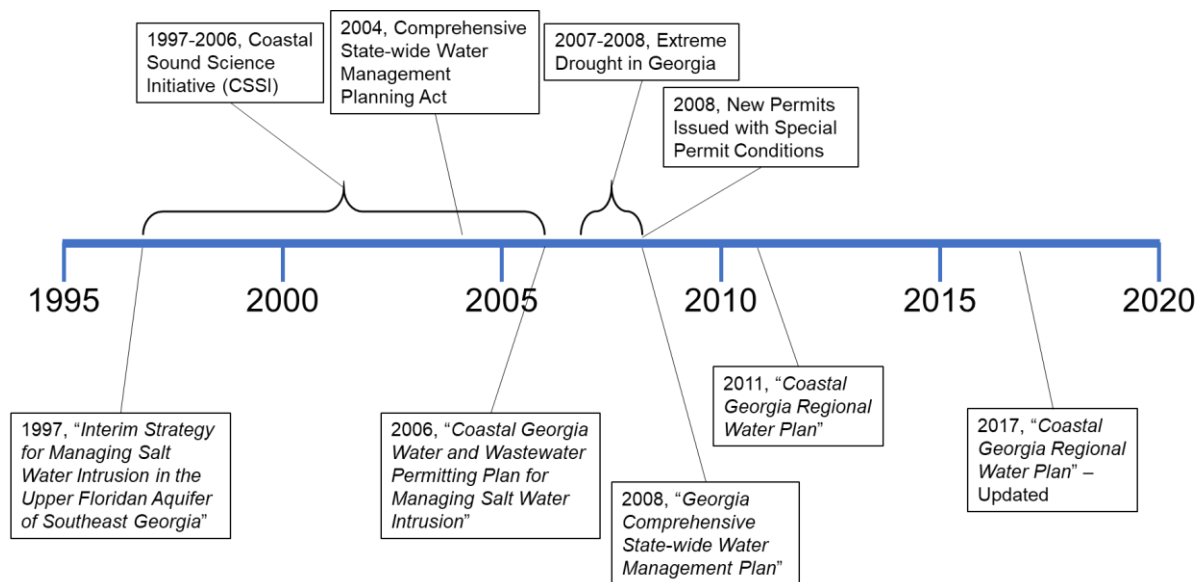 1997-2006, Coastal
Sound Science
Initiative (CSSI)
2004, Comprehensive
State-wide Water
Management
Planning Act
2007-2008, Extreme
Drought in Georgia
2008, New Permits
Issued with Special
Permit Conditions
1995
2000
2005
2010
2015
2020
1997, “Interim Strategy
for Managing Salt
Water Intrusion in the
Upper Floridan Aquifer
of Southeast Georgia”
2006, “Coastal Georgia
Water and Wastewater
Permitting Plan for
Managing Salt Water
Intrusion”
2008, “Georgia
Comprehensive
State-wide Water
Management Plan”
2011, “Coastal
Georgia Regional
Water Plan”
2017, “Coastal
Georgia Regional
Water Plan” –
Updated